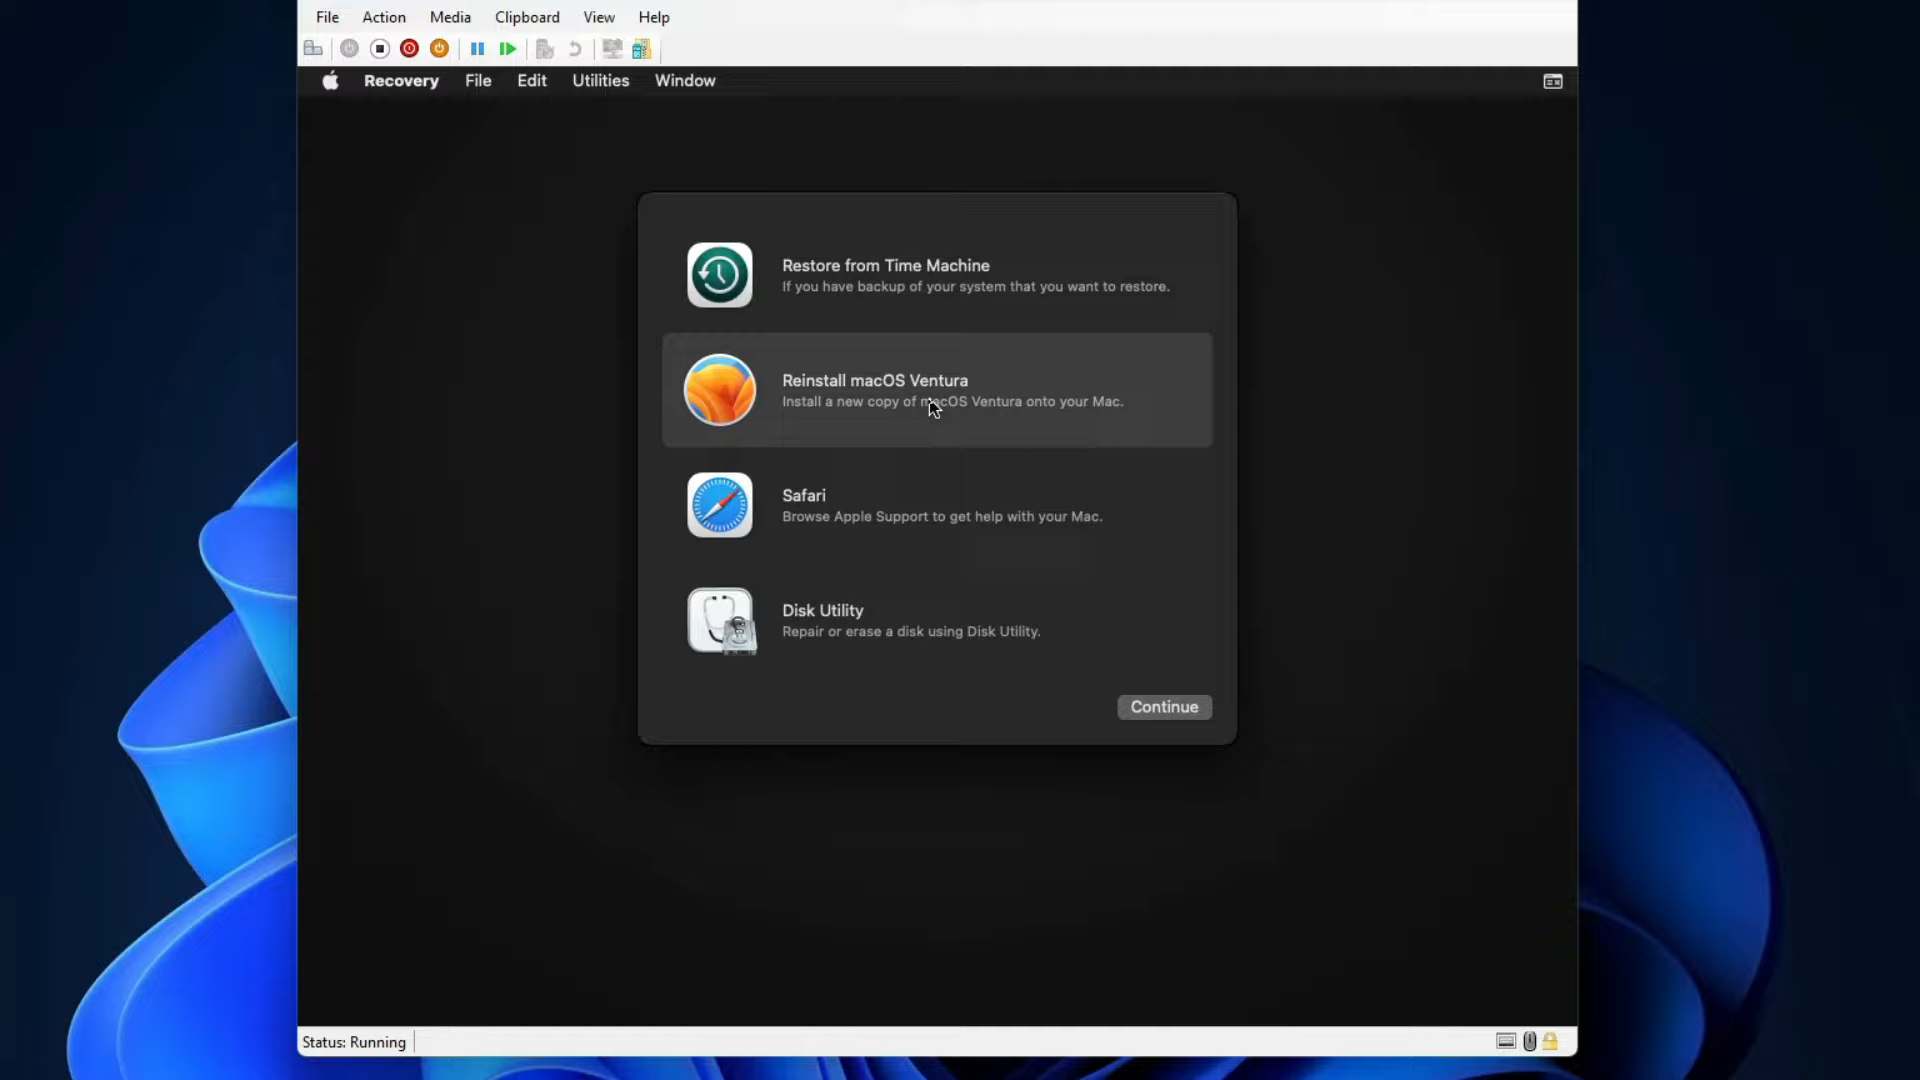 File Action Media Clipboard View Help
Recovery File Edit Utilities Window
Restore from Time Machine
If you have backup of your system that you want to restore.
Reinstall macOS Ventura
Install a new copy of macOS Ventura onto your Mac.
Safari
Browse Apple Support to get help with your Mac.
Disk Utility
Repair or erase a disk using Disk Utility.
Continue
Status: Running